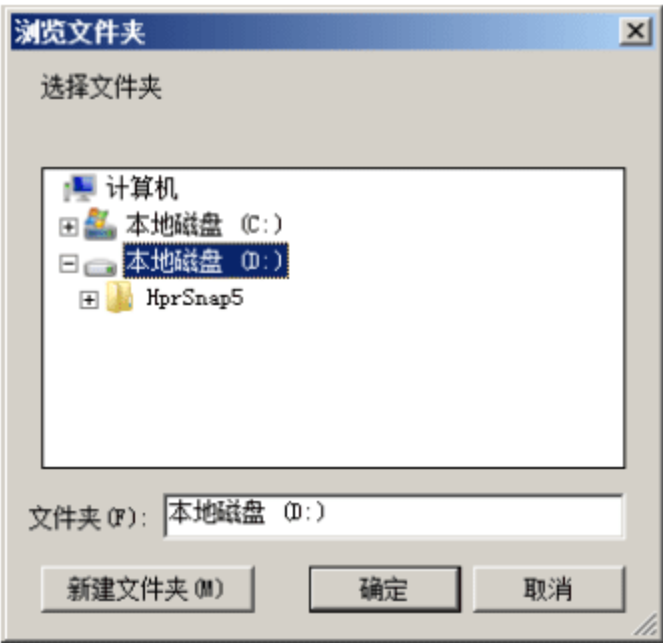 浏览文件夹
选择文件夹
计算机
本地磁盘 (C:)
本地磁盘 (D:)
HprSnap5
文件夹(F): 本地磁盘 (D:)
新建文件夹(M) 确定 取消